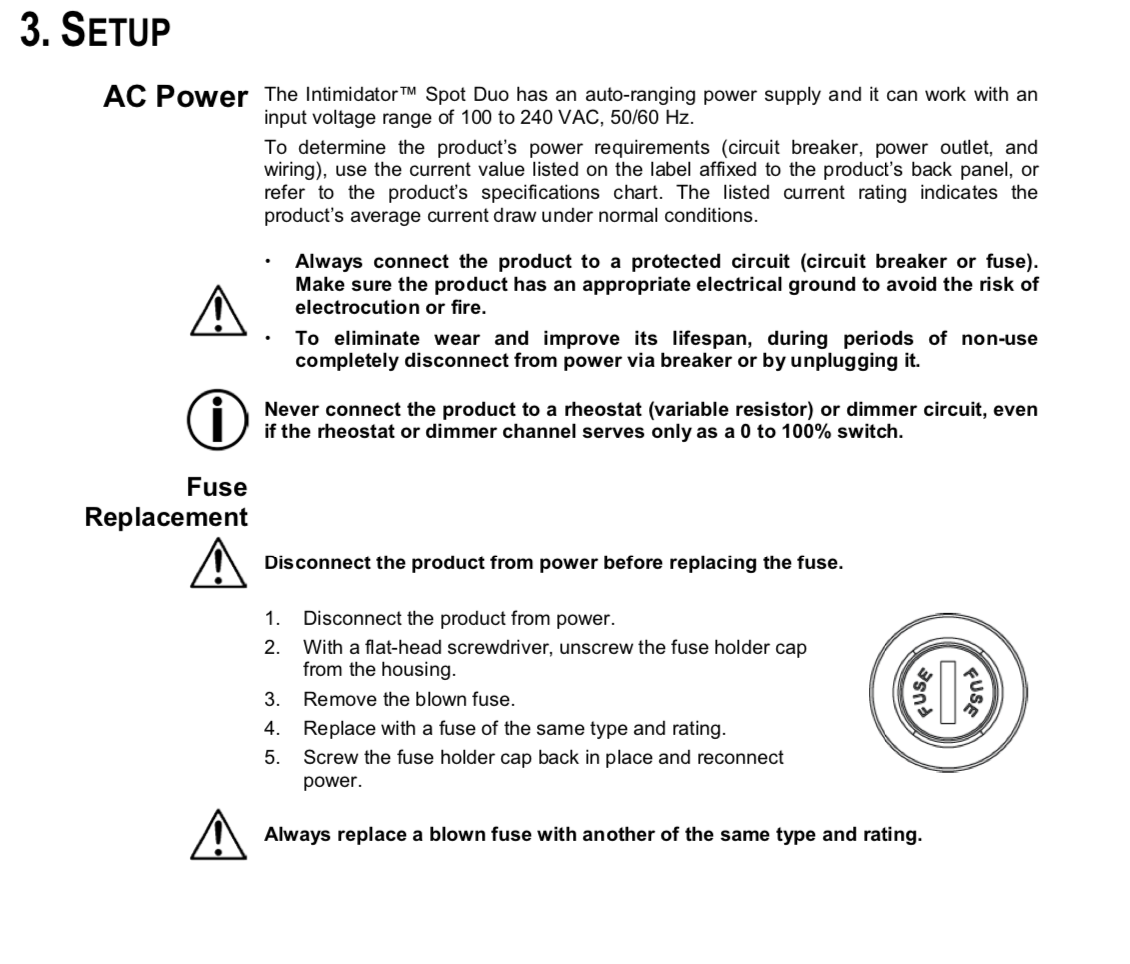 3. SETUP
AC Power
The Intimidator™ Spot Duo has an auto-ranging power supply and it can work with an
input voltage range of 100 to 240 VAC, 50/60 Hz.
To determine the product's power requirements (circuit breaker, power outlet, and
wiring), use the current value listed on the label affixed to the product's back panel, or
refer to the product's specifications chart. The listed current rating indicates the
product's average current draw under normal conditions.
• Always connect the product to a protected circuit (circuit breaker or fuse).
Make sure the product has an appropriate electrical ground to avoid the risk of
electrocution or fire.
• To eliminate wear and improve its lifespan, during periods of non-use
completely disconnect from power via breaker or by unplugging it.
Never connect the product to a rheostat (variable resistor) or dimmer circuit, even
if the rheostat or dimmer channel serves only as a 0 to 100% switch.
Fuse
Replacement
Disconnect the product from power before replacing the fuse.
1. Disconnect the product from power.
2. With a flat-head screwdriver, unscrew the fuse holder cap
from the housing.
3. Remove the blown fuse.
4. Replace with a fuse of the same type and rating.
5. Screw the fuse holder cap back in place and reconnect
power.
FUSE
FUSE
Always replace a blown fuse with another of the same type and rating.